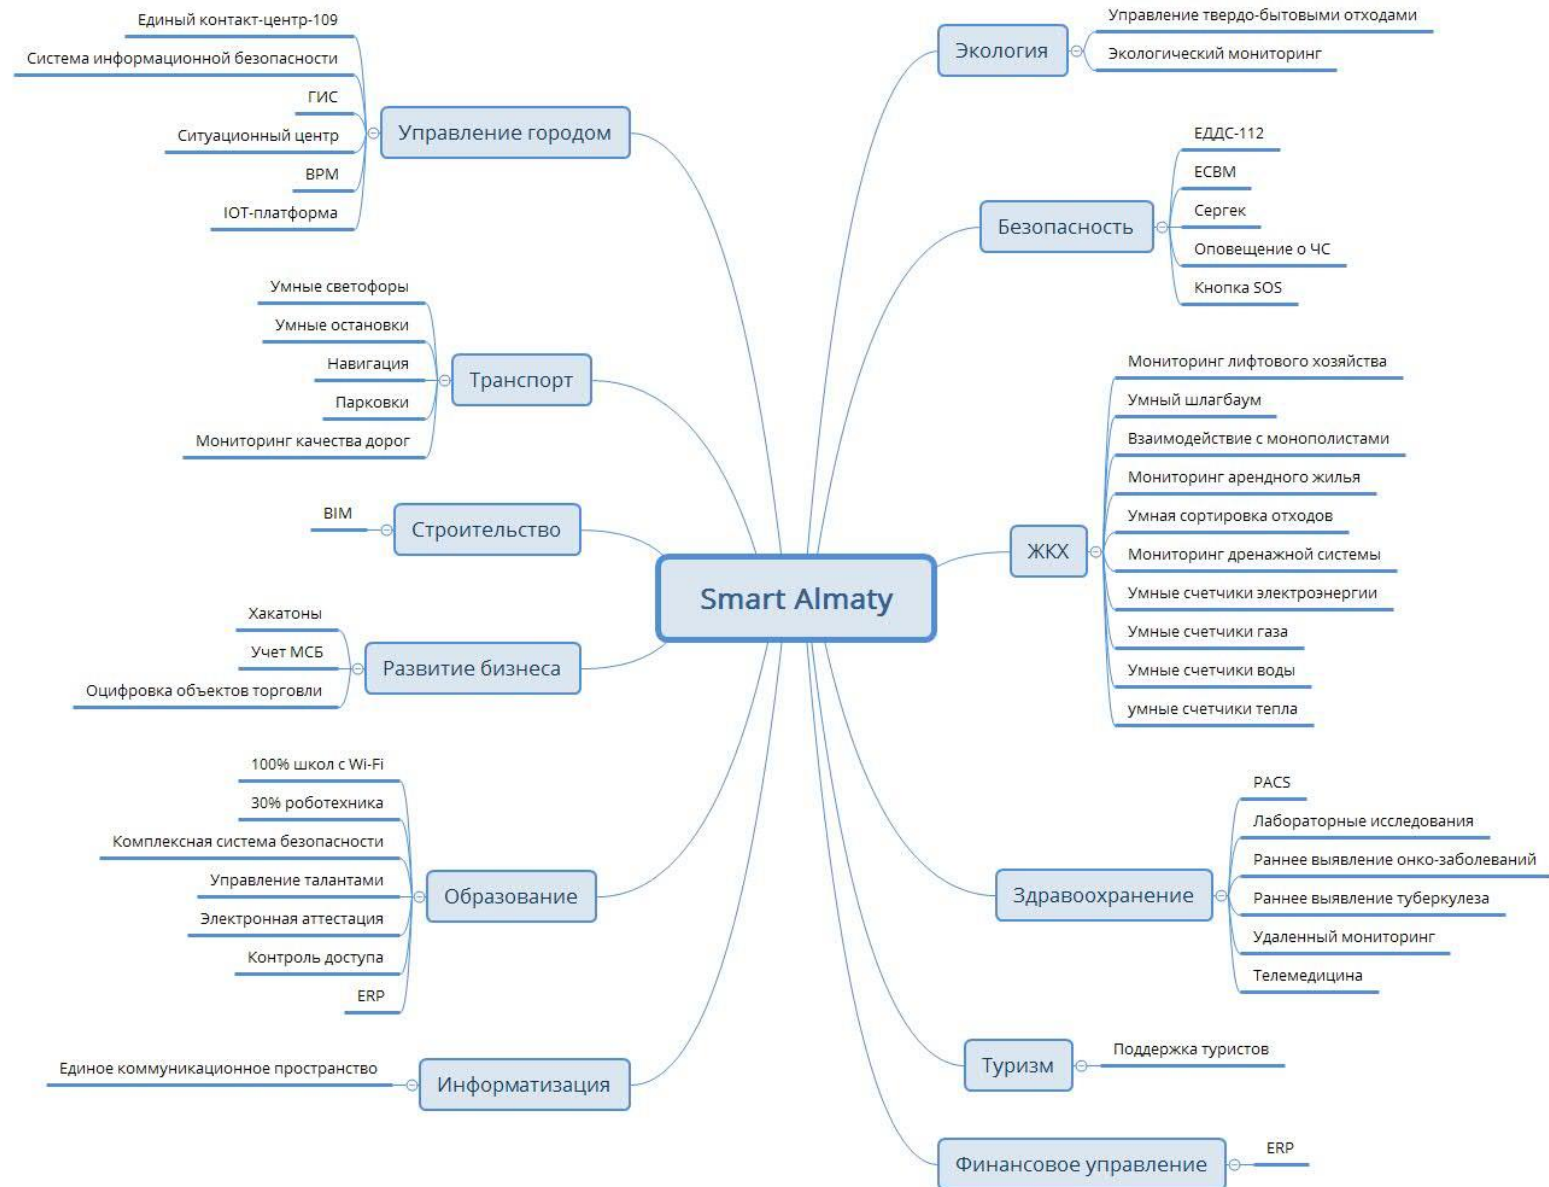 Единый контакт-центр-109
Система информационной безопасности
ГИС
Ситуационный центр
BPM
IOT-платформа
Управление городом
Умные светофоры
Умные остановки
Навигация
Парковки
Мониторинг качества дорог
Транспорт
BIM
Строительство
Хакатоны
Учет МСБ
Оцифровка объектов торговли
Развитие бизнеса
100% школ с Wi-Fi
30% роботехника
Комплексная система безопасности
Управление талантами
Электронная аттестация
Контроль доступа
ERP
Образование
Единое коммуникационное пространство
Информатизация
Smart Almaty
Экология
Управление твердо-бытовыми отходами
Экологический мониторинг
Безопасность
ЕДДС-112
ЕСВМ
Сергек
Оповещение о ЧС
Кнопка SOS
ЖКХ
Мониторинг лифтового хозяйства
Умный шлагбаум
Взаимодействие с монополистами
Мониторинг арендного жилья
Умная сортировка отходов
Мониторинг дренажной системы
Умные счетчики электроэнергии
Умные счетчики газа
Умные счетчики воды
умные счетчики тепла
Здравоохранение
PACS
Лабораторные исследования
Раннее выявление онко-заболеваний
Раннее выявление туберкулеза
Удаленный мониторинг
Телемедицина
Туризм
Поддержка туристов
Финансовое управление
ERP